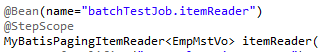 @Bean(name="batchTestJob.itemReader")
@StepScope
MyBatisPagingItemReader<EmpMstVo> itemReader(